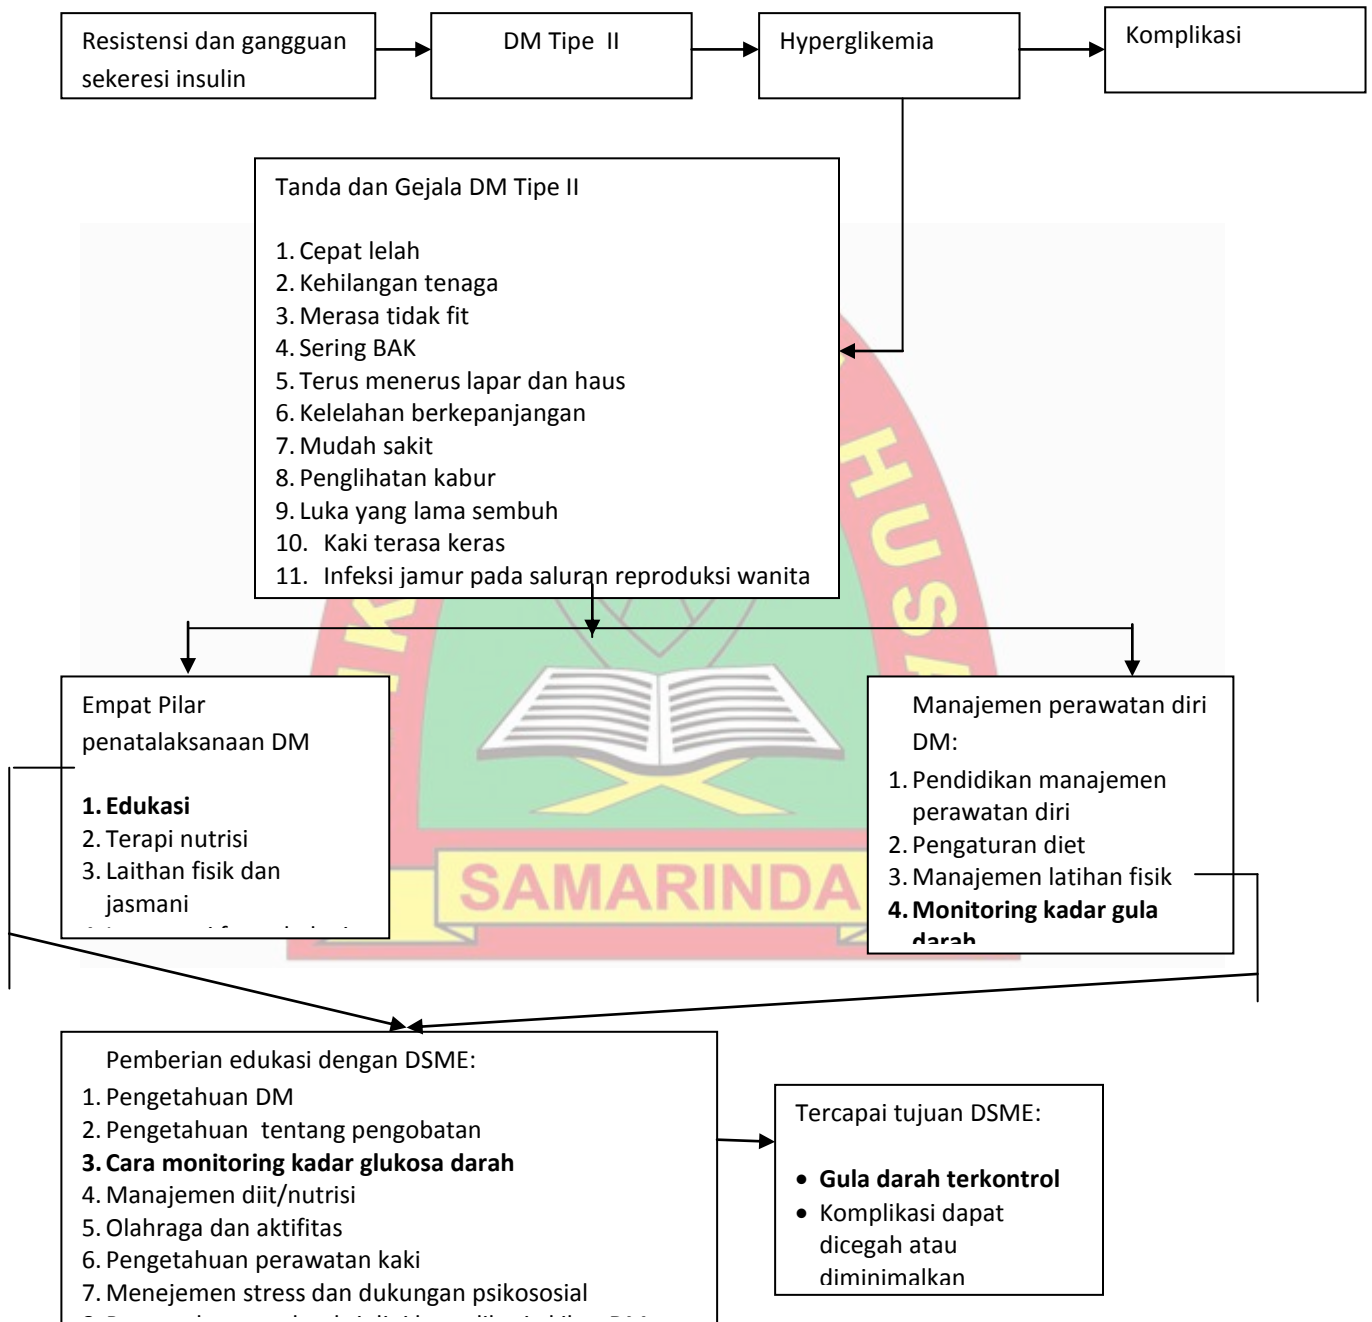 Resistensi dan gangguan
sekeresi insulin
DM Tipe  II
Hyperglikemia
Komplikasi
Tanda dan Gejala DM Tipe II
1. Cepat lelah
2. Kehilangan tenaga
3. Merasa tidak fit
4. Sering BAK
5. Terus menerus lapar dan haus
6. Kelelahan berkepanjangan
7. Mudah sakit
8. Penglihatan kabur
9. Luka yang lama sembuh
10. Kaki terasa keras
11. Infeksi jamur pada saluran reproduksi wanita
Empat Pilar
penatalaksanaan DM
1. Edukasi
2. Terapi nutrisi
3. Laithan fisik dan
jasmani
Manajemen perawatan diri
DM:
1. Pendidikan manajemen
perawatan diri
2. Pengaturan diet
3. Manajemen latihan fisik
4. Monitoring kadar gula
darah
HUSA
SAMARINDA
Pemberian edukasi dengan DSME:
1. Pengetahuan DM
2. Pengetahuan  tentang pengobatan
3. Cara monitoring kadar glukosa darah
4. Manajemen diit/nutrisi
5. Olahraga dan aktifitas
6. Pengetahuan perawatan kaki
7. Menejemen stress dan dukungan psikososial
Tercapai tujuan DSME:
• Gula darah terkontrol
• Komplikasi dapat
dicegah atau
diminimalkan